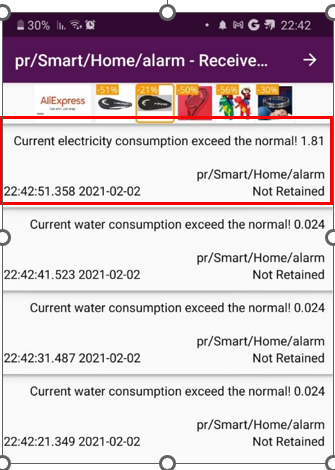 30% 22:42
pr/Smart/Home/alarm - Receive...
AliExpress -51% -21% -50% -56% -30%
Current electricity consumption exceed the normal! 1.81
pr/Smart/Home/alarm
22:42:51.358 2021-02-02 Not Retained
Current water consumption exceed the normal! 0.024
pr/Smart/Home/alarm
22:42:41.523 2021-02-02 Not Retained
Current water consumption exceed the normal! 0.024
pr/Smart/Home/alarm
22:42:31.487 2021-02-02 Not Retained
Current water consumption exceed the normal! 0.024
pr/Smart/Home/alarm
22:42:21.349 2021-02-02 Not Retained